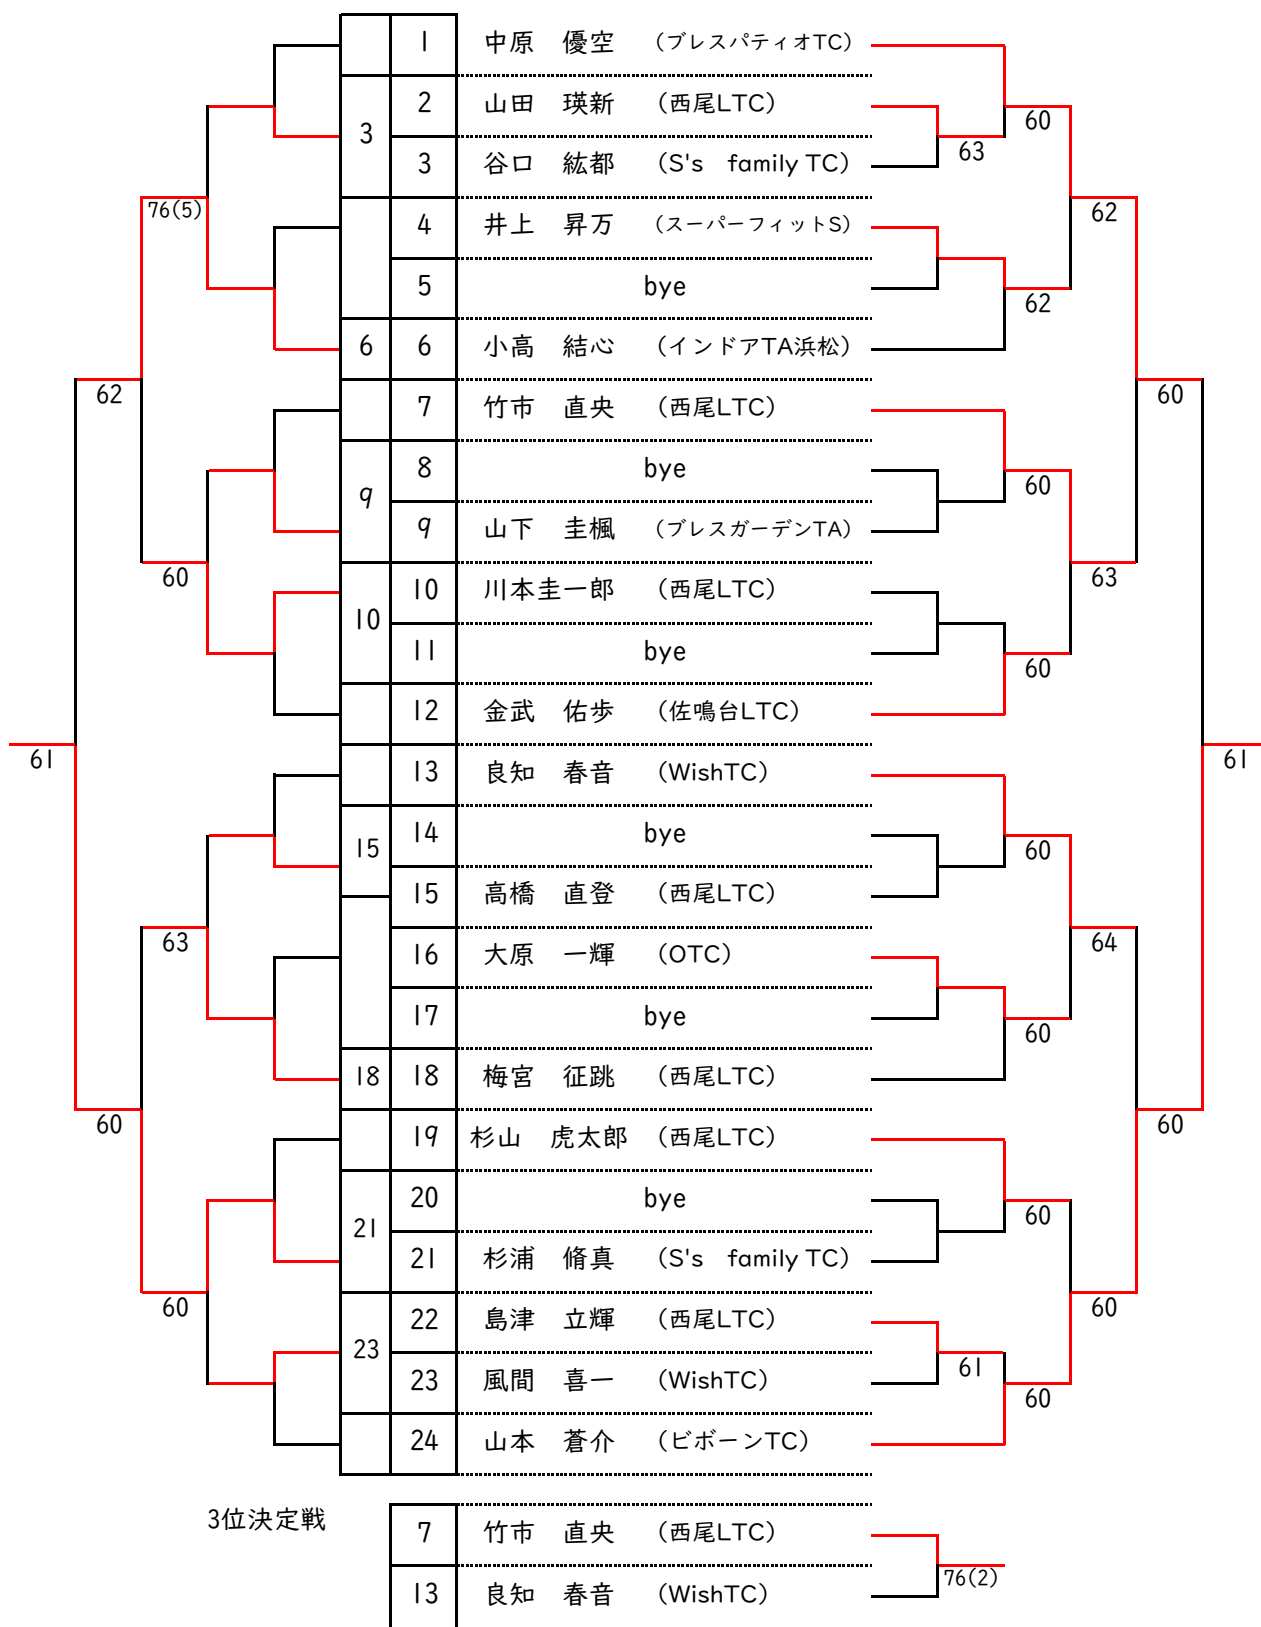 1 中原 優空 (ブレスパティオTC)
2 山田 瑛新 (西尾LTC) 60
3
3 谷口 紘都 (S's family TC) 63
76(5) 4 井上 昇万 (スーパーフィットS) 62
5 bye 62
6 6 小高 結心 (インドアTA浜松)
62 7 竹市 直央 (西尾LTC) 60
8 bye 60
9
9 山下 圭楓 (ブレスガーデンTA)
60 10 川本圭一郎 (西尾LTC) 63
10
11 bye 60
12 金武 佑歩 (佐鳴台LTC)
61 13 良知 春音 (WishTC) 61
14 bye 60
15
15 高橋 直登 (西尾LTC)
63 16 大原 一輝 (OTC) 64
17 bye 60
18 18 梅宮 征跳 (西尾LTC)
60 19 杉山 虎太郎 (西尾LTC) 60
20 bye 60
21
21 杉浦 脩真 (S's family TC)
60 22 島津 立輝 (西尾LTC) 60
23
23 風間 喜一 (WishTC) 61 60
24 山本 蒼介 (ビボーンTC)
3位決定戦
7 竹市 直央 (西尾LTC)
76(2)
13 良知 春音 (WishTC)